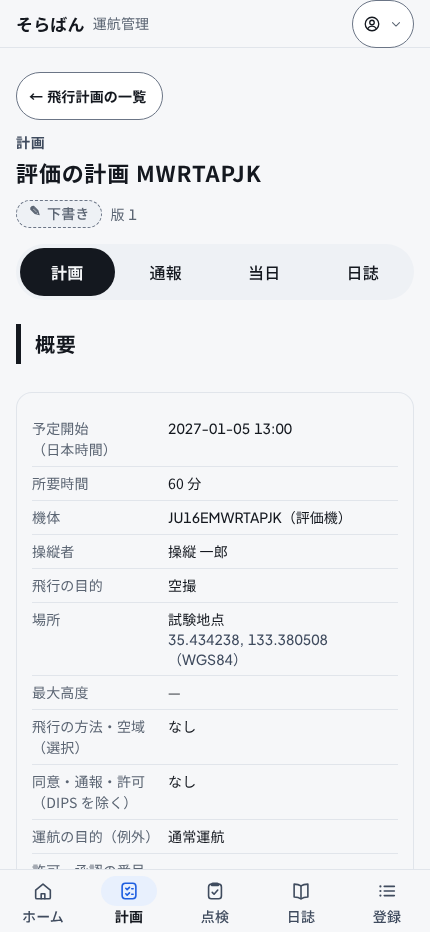 そらばん 運航管理
← 飛行計画の一覧
計画
評価の計画 MWRTAPJK
✎ 下書き 版 1
計画 通報 当日 日誌
概要
予定開始 2027-01-05 13:00
（日本時間）
所要時間 60 分
機体 JU16EMWRTAPJK（評価機）
操縦者 操縦 一郎
飛行の目的 空撮
場所 試験地点
35.434238, 133.380508
（WGS84）
最大高度 —
飛行の方法・空域 なし
（選択）
同意・通報・許可 なし
（DIPS を除く）
運航の目的（例外） 通常運航
ホーム 計画 点検 日誌 登録